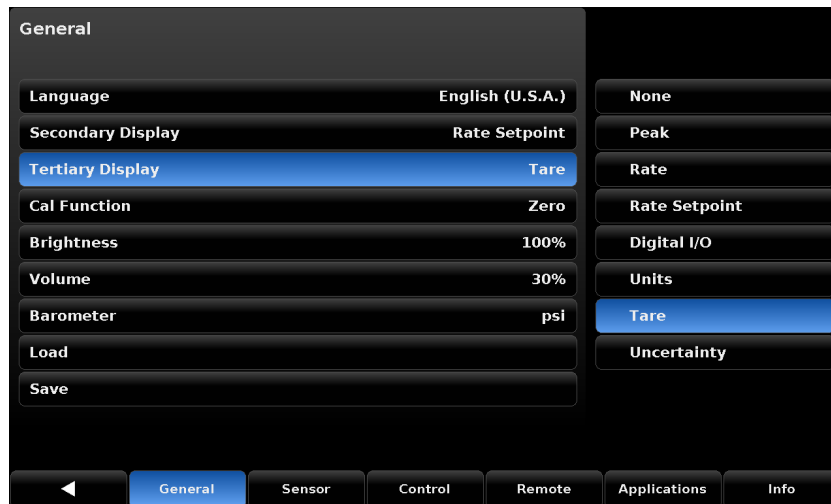 General
Language English (U.S.A.)
Secondary Display Rate Setpoint
Tertiary Display Tare
Cal Function Zero
Brightness 100%
Volume 30%
Barometer psi
Load
Save
None
Peak
Rate
Rate Setpoint
Digital I/O
Units
Tare
Uncertainty
General Sensor Control Remote Applications Info